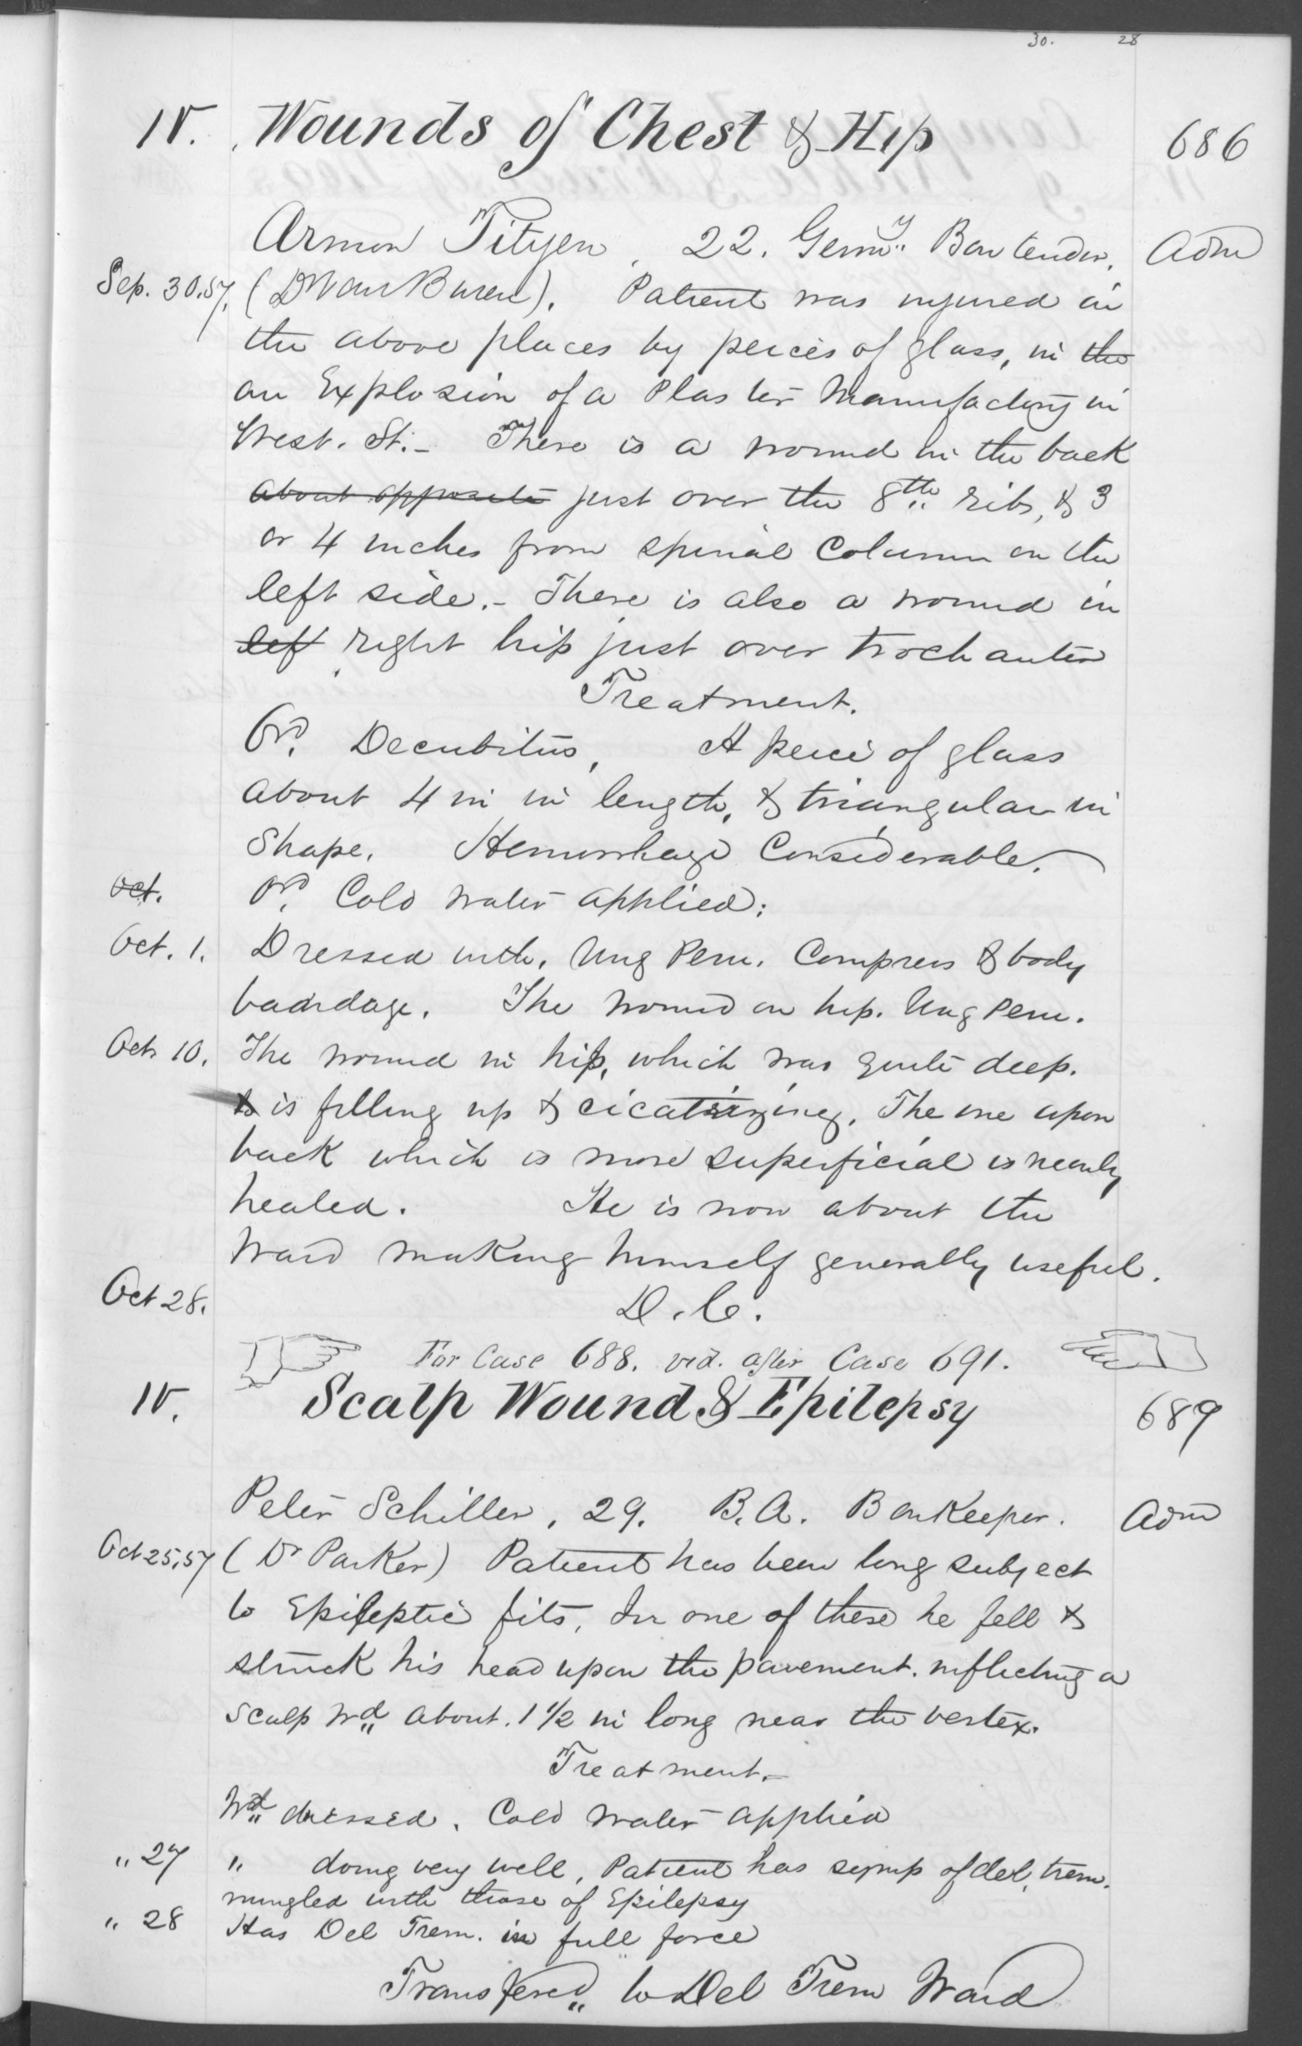 30. 28
IV. Wounds of Chest & Hip 686
Armon Tityen, 22. Germy. Bartender. Adm
Sep. 30,57. (Dr Van Buren). Patient was injured in
the above places by peices of glass, in the
an Explosion of a Plaster Manufactory in
West. St. - There is a wound in the back
about opposite just over the 8th rib, & 3
or 4 inches from spinal Column on the
left side. - There is also a wound in
lef right hip just over trochanter
Treatment.
Ord. Decubitus, A peice of glass
about 4 in in length, & triangular in
Shape. Hemorrhage Considerable.
Oct. Ord. Cold water applied:
Oct. 1. Dressed with. Ung Peru. Compress & body
bandage. The wound on hip. Ung Peru.
Oct. 10. The wound in hip, which was quite deep.
& is filling up & cicatrizing. The one upon
back which is more superficial is nearly
healed. He is now about the
Ward making himself generally useful.
Oct 28. D. C.
For Case 688. vid. after Case 691.
IV. Scalp Wound & Epilepsy 689
Peter Schiller, 29. B.A. Barkeeper. Adm
Oct 25,57 (Dr Parker) Patient has been long subject
to Epileptic fits, In one of these he fell &
struck his head upon the pavement. inflicting a
Scalp Wd about. 1 1/2 in long near the vertex.
Treatment. -
Wd dressed. Cold water applied
" 27 " doing very well, Patient has symp of del. trem.
mingled with those of Epilepsy
" 28 Has Del Trem. in full force
Transfered to Del Trem Ward